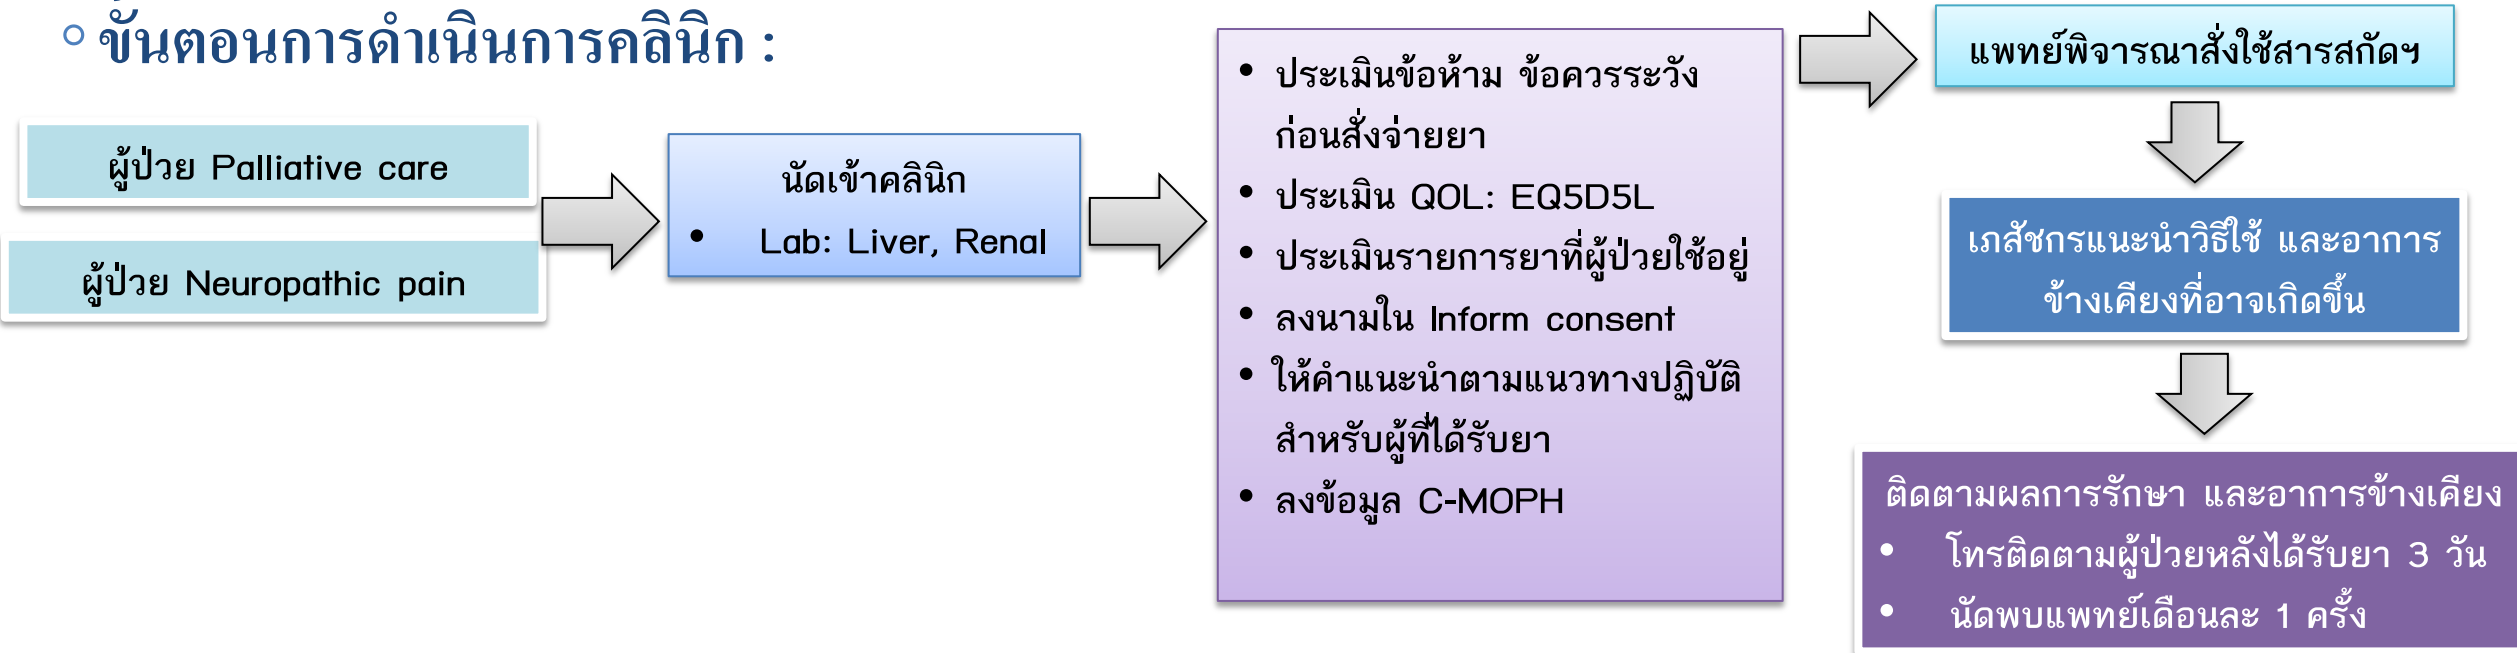 ขั้นตอนการดำเนินการคลินิก :
ผู้ป่วย Palliative care
ผู้ป่วย Neuropathic pain
นัดเข้าคลินิก
• Lab: Liver, Renal
• ประเมินข้อห้าม ข้อควรระวัง
ก่อนสั่งจ่ายยา
• ประเมิน QOL: EQ5D5L
• ประเมินรายการยาที่ผู้ป่วยใช้อยู่
• ลงนามใน Inform consent
• ให้คำแนะนำตามแนวทางปฏิบัติ
สำหรับผู้ที่ได้รับยา
• ลงข้อมูล C-MOPH
แพทย์พิจารณาสั่งใช้สารสกัดฯ
เภสัชกรแนะนำวิธีใช้ และอาการ
ข้างเคียงที่อาจเกิดขึ้น
ติดตามผลการรักษา และอาการข้างเคียง
• โทรติดตามผู้ป่วยหลังได้รับยา 3 วัน
• นัดพบแพทย์เดือนละ 1 ครั้ง